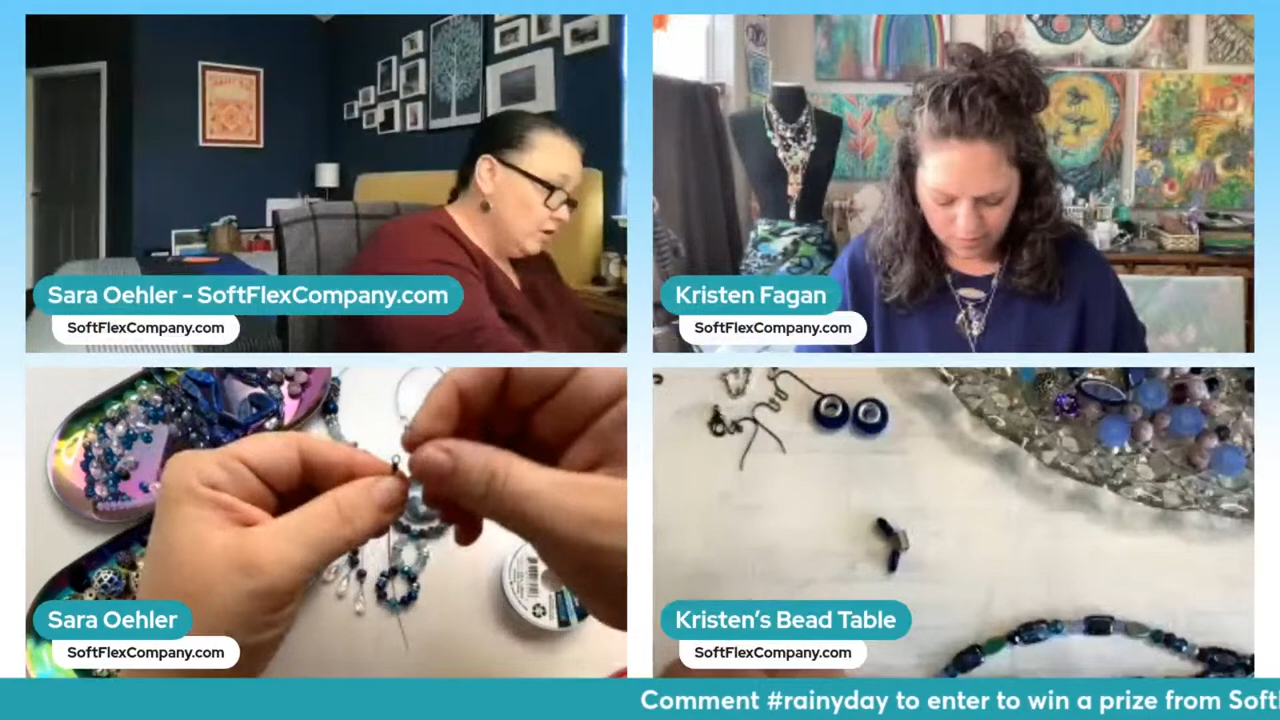 Sara Oehler - SoftFlexCompany.com
SoftFlexCompany.com
Kristen Fagan
SoftFlexCompany.com
Sara Oehler
SoftFlexCompany.com
Kristen's Bead Table
SoftFlexCompany.com
Comment #rainyday to enter to win a prize from Soft